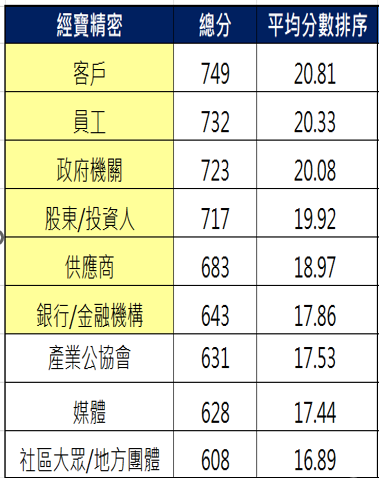 經寶精密 總分 平均分數排序
客戶 749 20.81
員工 732 20.33
政府機關 723 20.08
股東/投資人 717 19.92
供應商 683 18.97
銀行/金融機構 643 17.86
產業公協會 631 17.53
媒體 628 17.44
社區大眾/地方團體 608 16.89